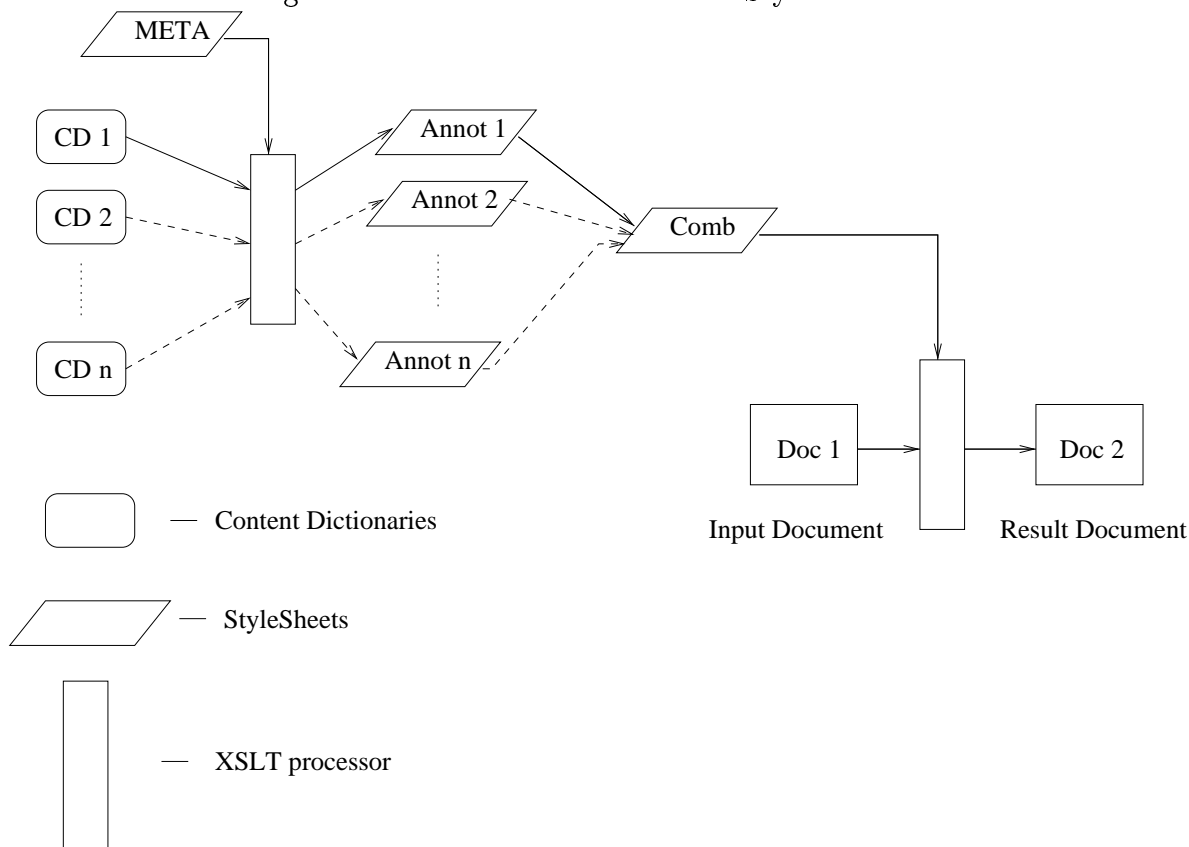 META
CD 1
Annot 1
CD 2
Annot 2
Comb
CD n
Annot n
Doc 1
Doc 2
Input Document
Result Document
— Content Dictionaries
— StyleSheets
— XSLT processor